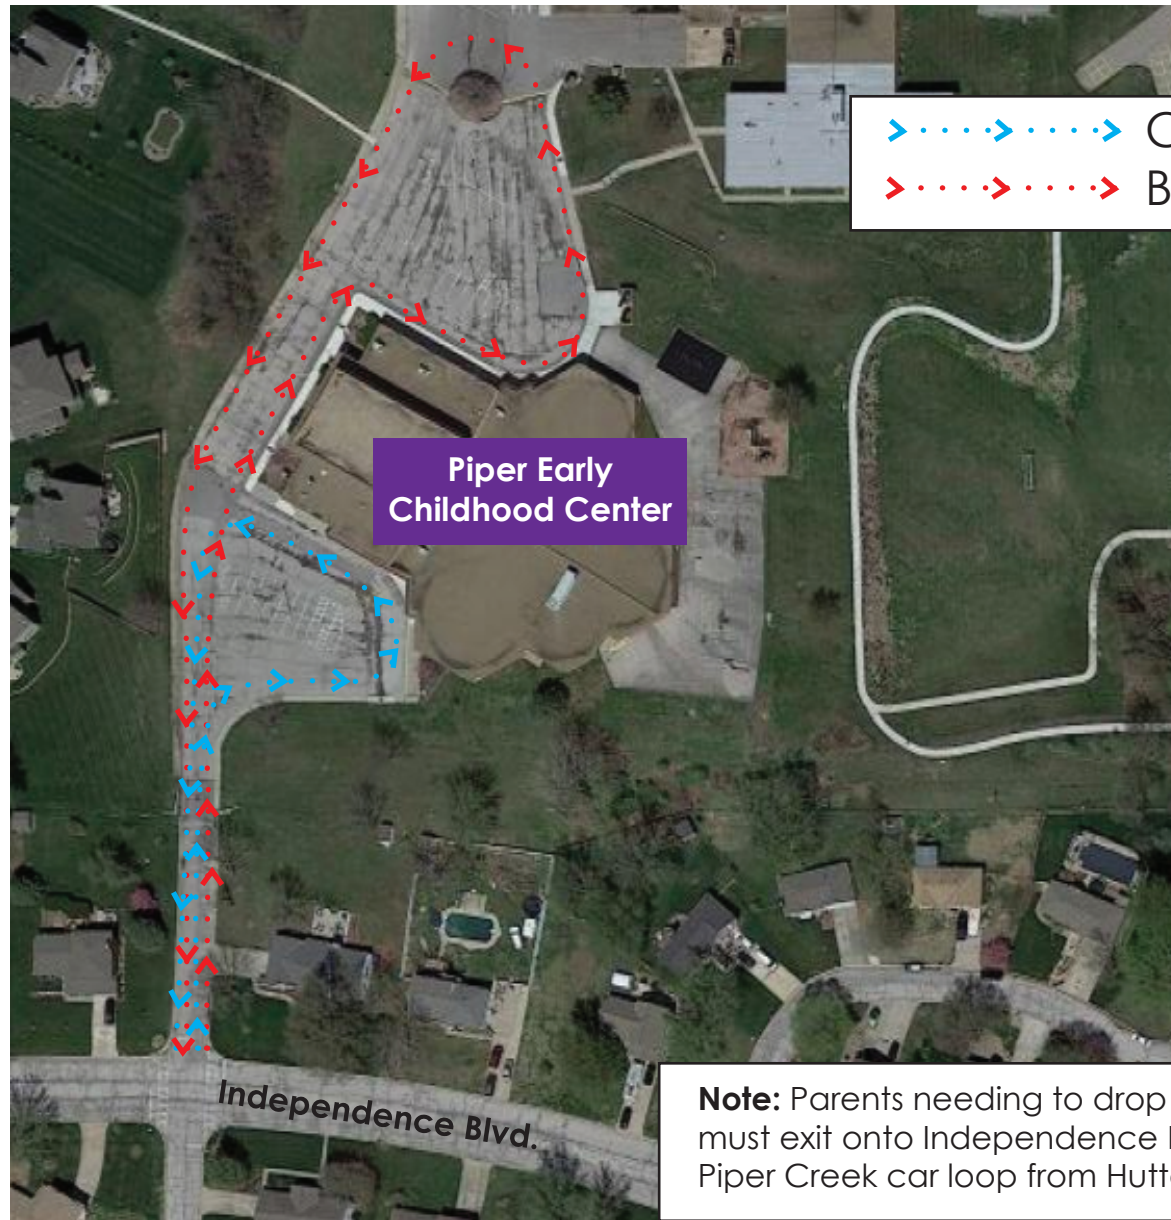 C
B
Piper Early
Childhood Center
Independence Blvd.
Note: Parents needing to drop
must exit onto Independence
Piper Creek car loop from